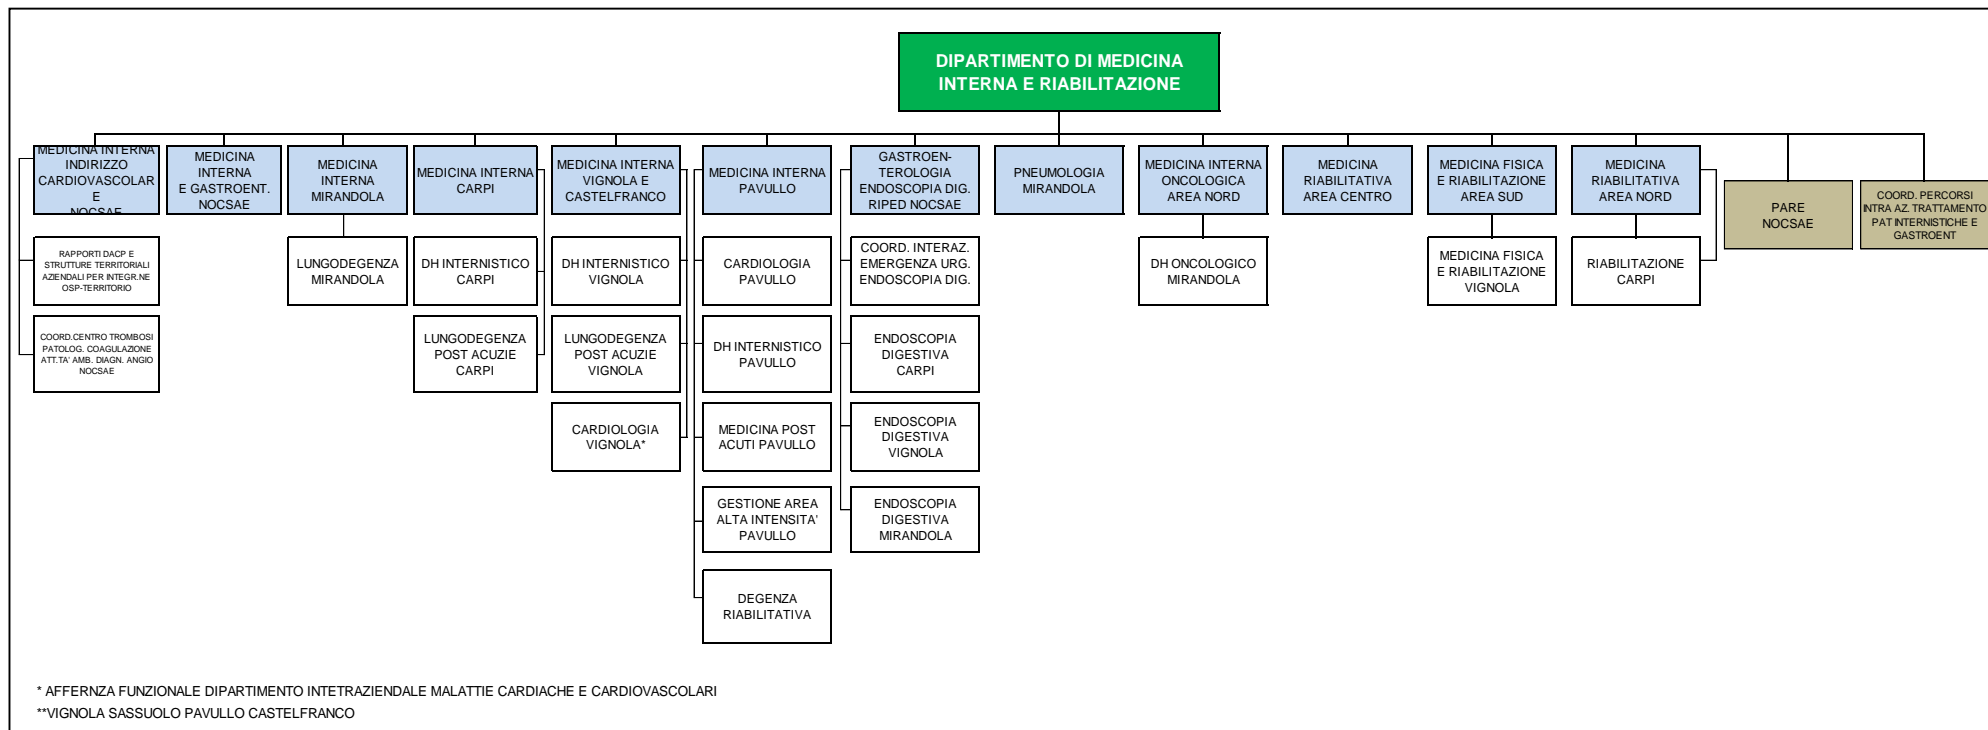 DIPARTIMENTO DI MEDICINA
INTERNA E RIABILITAZIONE
MEDICINA INTERNA
INDIRIZZO
CARDIOVASCOLAR
E
NOCSAE
MEDICINA
INTERNA
E GASTROENT.
NOCSAE
MEDICINA
INTERNA
MIRANDOLA
MEDICINA INTERNA
CARPI
MEDICINA INTERNA
VIGNOLA E
CASTELFRANCO
MEDICINA INTERNA
PAVULLO
GASTROEN-
TEROLOGIA
ENDOSCOPIA DIG.
RIPED NOCSAE
PNEUMOLOGIA
MIRANDOLA
MEDICINA INTERNA
ONCOLOGICA
AREA NORD
MEDICINA
RIABILITATIVA
AREA CENTRO
MEDICINA FISICA
E RIABILITAZIONE
AREA SUD
MEDICINA
RIABILITATIVA
AREA NORD
PARE
NOCSAE
COORD. PERCORSI
INTRA AZ. TRATTAMENTO
PAT INTERNISTICHE E
GASTROENT
RAPPORTI DACP E
STRUTTURE TERRITORIALI
AZIENDALI PER INTEGR.NE
OSP-TERRITORIO
LUNGODEGENZA
MIRANDOLA
DH INTERNISTICO
CARPI
DH INTERNISTICO
VIGNOLA
CARDIOLOGIA
PAVULLO
COORD. INTERAZ.
EMERGENZA URG.
ENDOSCOPIA DIG.
DH ONCOLOGICO
MIRANDOLA
MEDICINA FISICA
E RIABILITAZIONE
VIGNOLA
RIABILITAZIONE
CARPI
COORD.CENTRO TROMBOSI
PATOLOG. COAGULAZIONE
ATT.TA' AMB. DIAGN. ANGIO
NOCSAE
LUNGODEGENZA
POST ACUZIE
CARPI
LUNGODEGENZA
POST ACUZIE
VIGNOLA
DH INTERNISTICO
PAVULLO
ENDOSCOPIA
DIGESTIVA
CARPI
CARDIOLOGIA
VIGNOLA*
MEDICINA POST
ACUTI PAVULLO
ENDOSCOPIA
DIGESTIVA
VIGNOLA
GESTIONE AREA
ALTA INTENSITA'
PAVULLO
ENDOSCOPIA
DIGESTIVA
MIRANDOLA
DEGENZA
RIABILITATIVA
* AFFERNZA FUNZIONALE DIPARTIMENTO INTETRAZIENDALE MALATTIE CARDIACHE E CARDIOVASCOLARI
**VIGNOLA SASSUOLO PAVULLO CASTELFRANCO